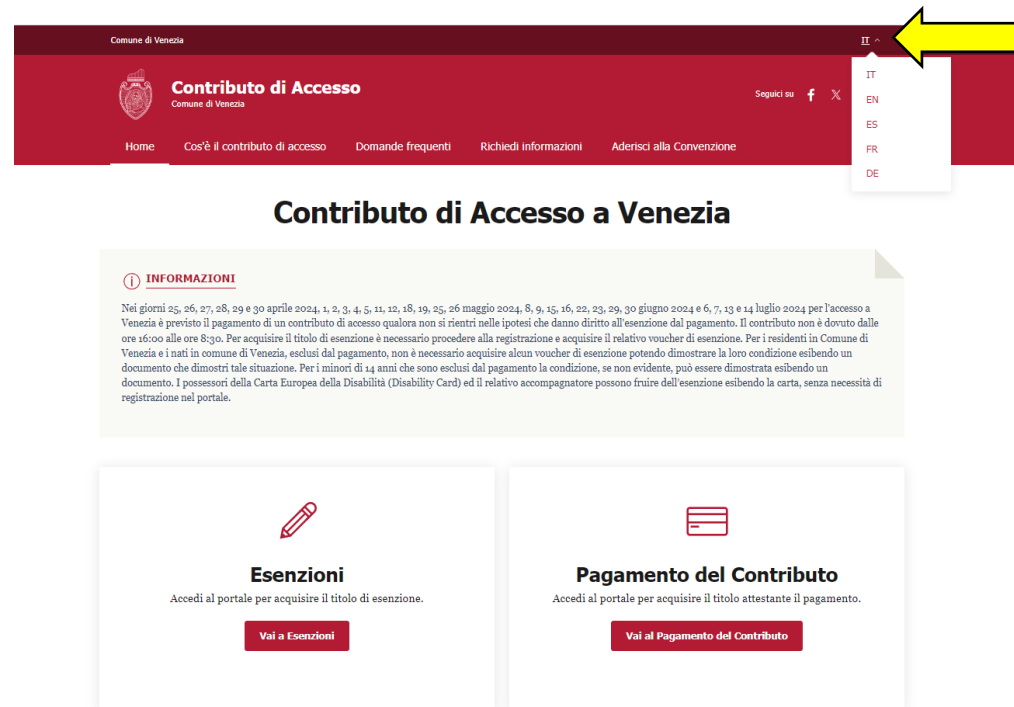 Comune di Venezia
IT
Contributo di Accesso
Comune di Venezia
Seguici su
IT
EN
ES
FR
DE
Home
Cos'è il contributo di accesso
Domande frequenti
Richiedi informazioni
Aderisci alla Convenzione
Contributo di Accesso a Venezia
INFORMAZIONI
Nei giorni 25, 26, 27, 28, 29 e 30 aprile 2024, 1, 2, 3, 4, 5, 11, 12, 18, 19, 25, 26 maggio 2024, 8, 9, 15, 16, 22, 23, 29, 30 giugno 2024 e 6, 7, 13 e 14 luglio 2024 per l'accesso a
Venezia è previsto il pagamento di un contributo di accesso qualora non si rientri nelle ipotesi che danno diritto all'esenzione dal pagamento. Il contributo non è dovuto dalle
ore 16:00 alle ore 8:30. Per acquisire il titolo di esenzione è necessario procedere alla registrazione e acquisire il relativo voucher di esenzione. Per i residenti in Comune di
Venezia e i nati in comune di Venezia, esclusi dal pagamento, non è necessario acquisire alcun voucher di esenzione potendo dimostrare la loro condizione esibendo un
documento che dimostri tale situazione. Per i minori di 14 anni che sono esclusi dal pagamento la condizione, se non evidente, può essere dimostrata esibendo un
documento. I possessori della Carta Europea della Disabilità (Disability Card) ed il relativo accompagnatore possono fruire dell'esenzione esibendo la carta, senza necessità di
registrazione nel portale.
Esenzioni
Accedi al portale per acquisire il titolo di esenzione.
Vai a Esenzioni
Pagamento del Contributo
Accedi al portale per acquisire il titolo attestante il pagamento.
Vai al Pagamento del Contributo